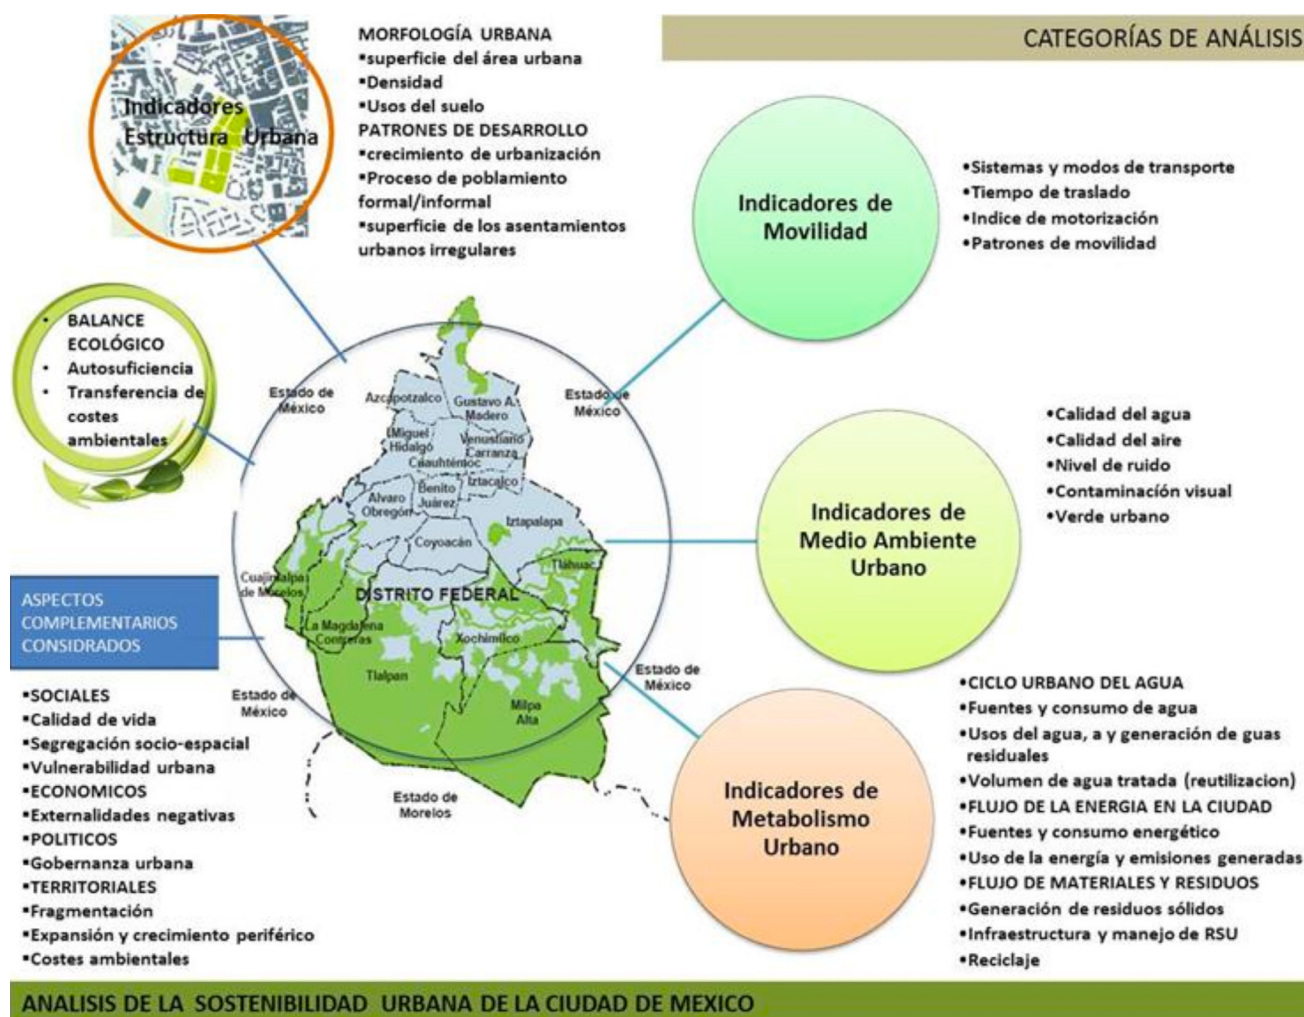 CATEGORÍAS DE ANÁLISIS
Indicadores
Estructura Urbana
MORFOLOGÍA URBANA
▪superficie del área urbana
▪Densidad
▪Usos del suelo
PATRONES DE DESARROLLO
▪crecimiento de urbanización
▪Proceso de poblamiento
formal/informal
▪superficie de los asentamientos
urbanos irregulares
Indicadores de
Movilidad
•Sistemas y modos de transporte
•Tiempo de traslado
•Indice de motorización
•Patrones de movilidad
• BALANCE
ECOLÓGICO
• Autosuficiencia
• Transferencia de
costes
ambientales
Estado de
México
Azcapotzalco
Gustavo A.
Madero
Estado de
México
Miguel
Hidalgo
Venustiano
Carranza
Cuauhtémoc
Alvaro
Obregón
Benito
Juárez
Iztacalco
Iztapalapa
Coyoacán
Tláhuac
Cuajimalpa
de Morelos
DISTRITO FEDERAL
La Magdalena
Contreras
Xochimilco
Tlalpan
Milpa
Alta
Estado de
México
Estado de
México
Estado de
Morelos
Indicadores de
Medio Ambiente
Urbano
•Calidad del agua
•Calidad del aire
•Nivel de ruido
•Contaminacíón visual
•Verde urbano
ASPECTOS
COMPLEMENTARIOS
CONSIDRADOS
▪SOCIALES
▪Calidad de vida
▪Segregación socio-espacial
▪Vulnerabilidad urbana
▪ECONOMICOS
▪Externalidades negativas
▪POLITICOS
▪Gobernanza urbana
▪TERRITORIALES
▪Fragmentación
▪Expansión y crecimiento periférico
▪Costes ambientales
Indicadores de
Metabolismo
Urbano
•CICLO URBANO DEL AGUA
•Fuentes y consumo de agua
•Usos del agua, a y generación de guas
residuales
•Volumen de agua tratada (reutilizacion)
•FLUJO DE LA ENERGIA EN LA CIUDAD
•Fuentes y consumo energético
•Uso de la energía y emisiones generadas
•FLUJO DE MATERIALES Y RESIDUOS
•Generación de residuos sólidos
•Infraestructura y manejo de RSU
•Reciclaje
ANALISIS DE LA SOSTENIBILIDAD URBANA DE LA CIUDAD DE MEXICO